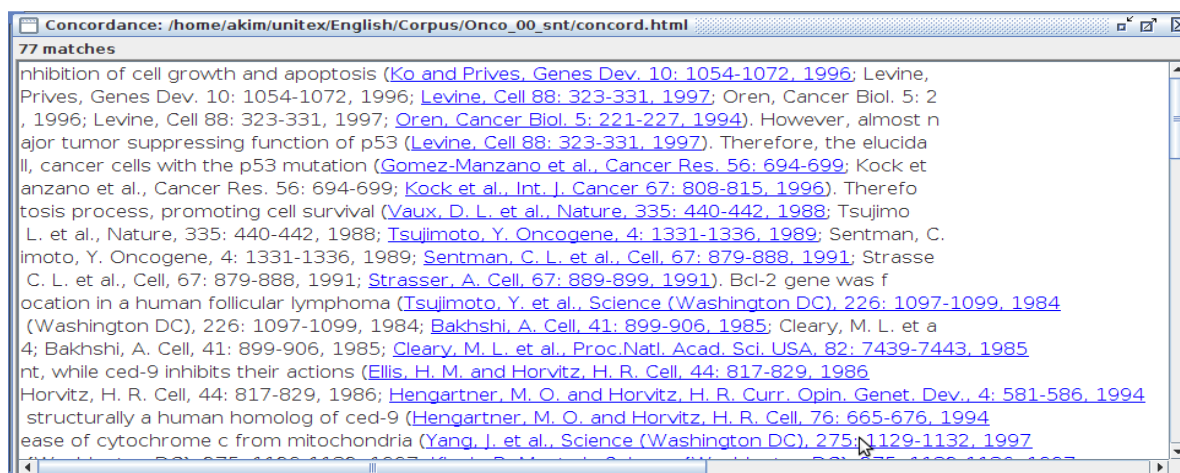 Concordance: /home/akim/unitex/English/Corpus/Onco_00_snt/concord.html
77 matches
nhibition of cell growth and apoptosis (Ko and Prives, Genes Dev. 10: 1054-1072, 1996; Levine,
Prives, Genes Dev. 10: 1054-1072, 1996; Levine, Cell 88: 323-331, 1997; Oren, Cancer Biol. 5: 2
, 1996; Levine, Cell 88: 323-331, 1997; Oren, Cancer Biol. 5: 221-227, 1994). However, almost n
ajor tumor suppressing function of p53 (Levine, Cell 88: 323-331, 1997). Therefore, the elucida
ll, cancer cells with the p53 mutation (Gomez-Manzano et al., Cancer Res. 56: 694-699; Kock et
anzano et al., Cancer Res. 56: 694-699; Kock et al., Int. J. Cancer 67: 808-815, 1996). Therefo
tosis process, promoting cell survival (Vaux, D. L. et al., Nature, 335: 440-442, 1988; Tsujimo
L. et al., Nature, 335: 440-442, 1988; Tsujimoto, Y. Oncogene, 4: 1331-1336, 1989; Sentman, C.
imoto, Y. Oncogene, 4: 1331-1336, 1989; Sentman, C. L. et al., Cell, 67: 879-888, 1991; Strasse
C. L. et al., Cell, 67: 879-888, 1991; Strasser, A. Cell, 67: 889-899, 1991). Bcl-2 gene was f
ocation in a human follicular lymphoma (Tsujimoto, Y. et al., Science (Washington DC), 226: 1097-1099, 1984
(Washington DC), 226: 1097-1099, 1984; Bakhshi, A. Cell, 41: 899-906, 1985; Cleary, M. L. et a
4; Bakhshi, A. Cell, 41: 899-906, 1985; Cleary, M. L. et al., Proc.Natl. Acad. Sci. USA, 82: 7439-7443, 1985
nt, while ced-9 inhibits their actions (Ellis, H. M. and Horvitz, H. R. Cell, 44: 817-829, 1986
Horvitz, H. R. Cell, 44: 817-829, 1986; Hengartner, M. O. and Horvitz, H. R. Curr. Opin. Genet. Dev., 4: 581-586, 1994
structurally a human homolog of ced-9 (Hengartner, M. O. and Horvitz, H. R. Cell, 76: 665-676, 1994
ease of cytochrome c from mitochondria (Yang, J. et al., Science (Washington DC), 275: 1129-1132, 1997